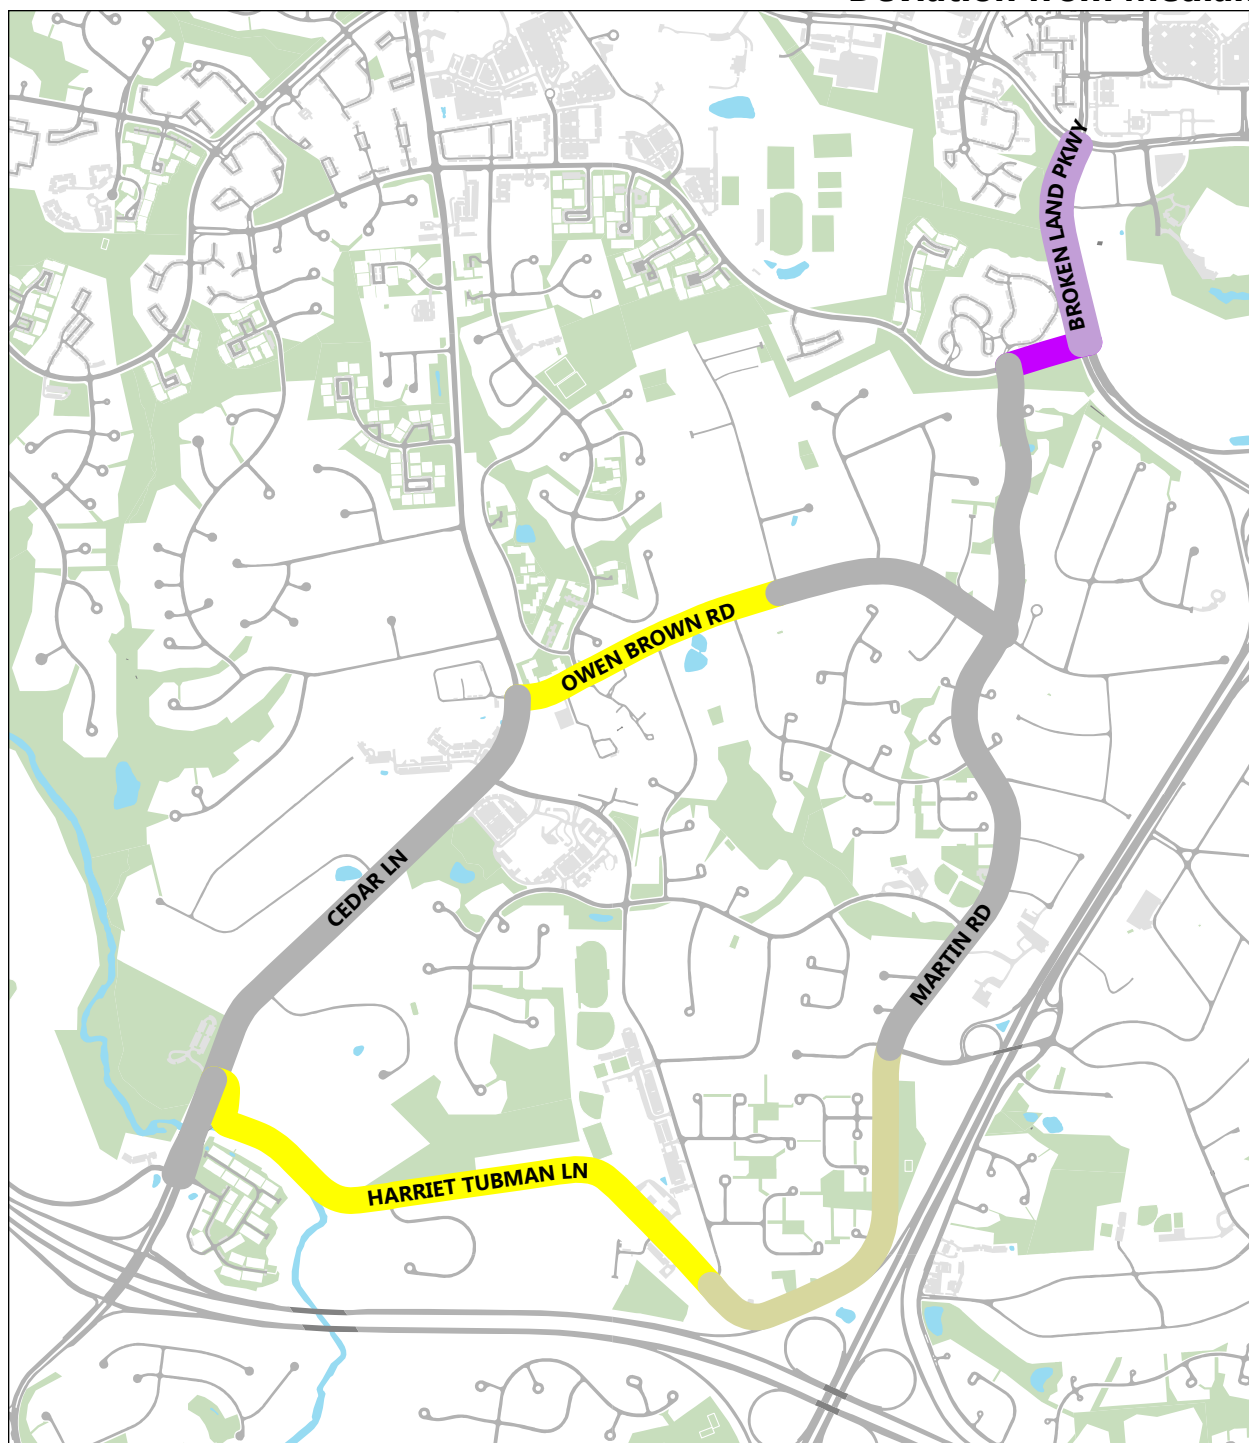 BROKEN LAND PKWY
OWEN BROWN RD
CEDAR LN
MARTIN RD
HARRIET TUBMAN LN